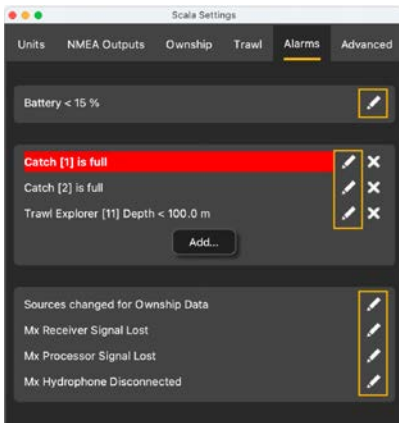 Scala Settings
Units NMEA Outputs Ownship Trawl Alarms Advanced
Battery < 15 %
Catch [1] is full
Catch [2] is full
Trawl Explorer [11] Depth < 100.0 m
Add...
Sources changed for Ownship Data
Mx Receiver Signal Lost
Mx Processor Signal Lost
Mx Hydrophone Disconnected